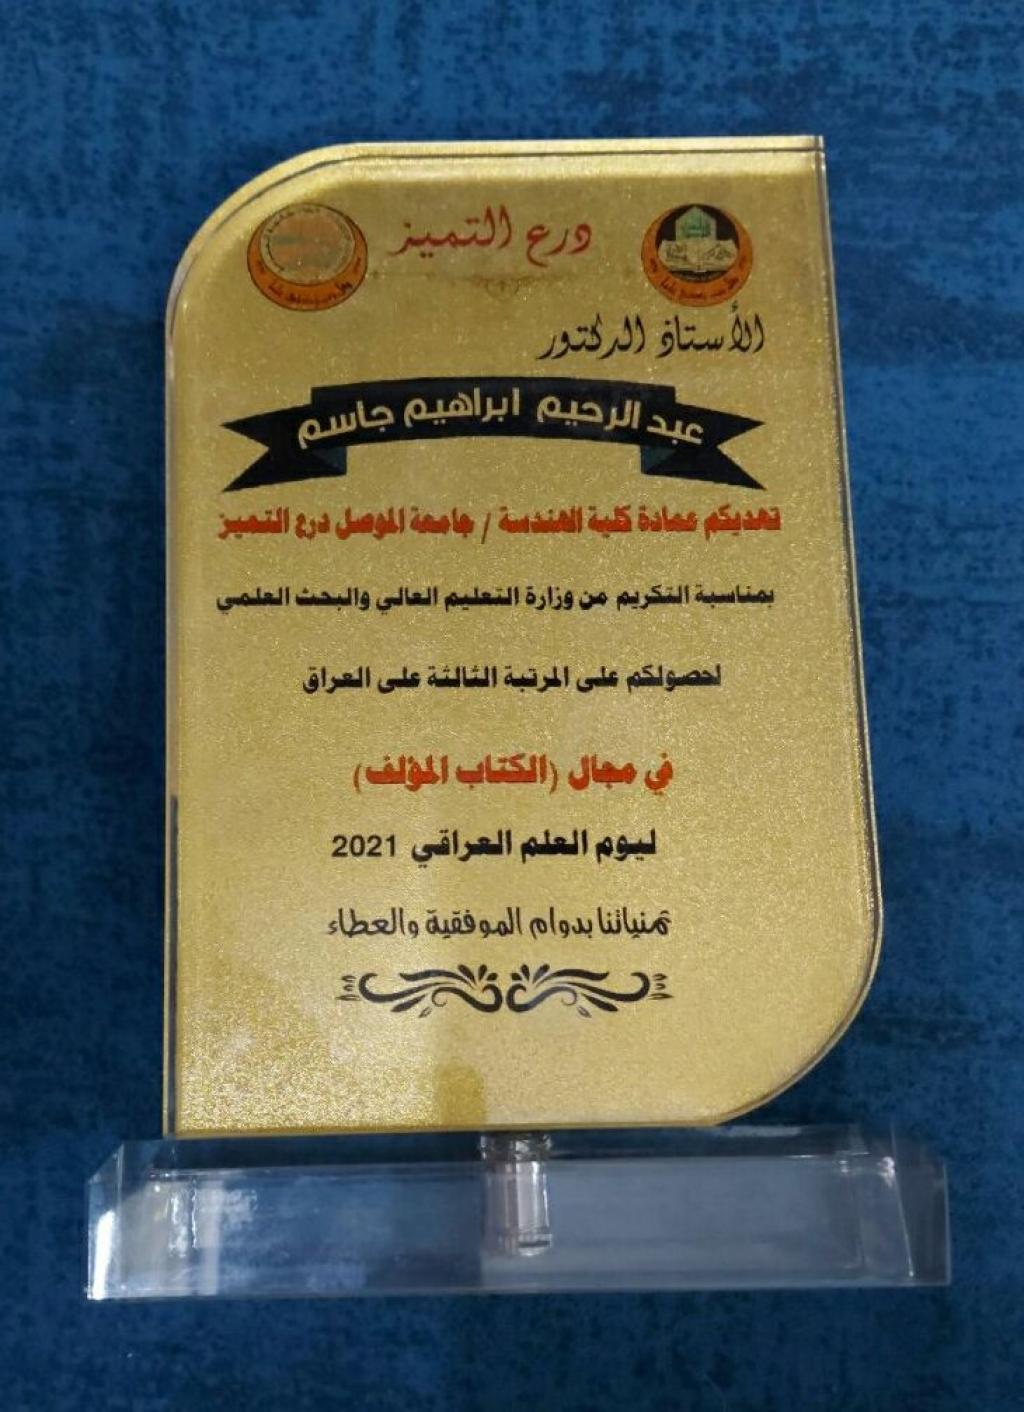 درع التميز
الأستاذ الدكتور
عبد الرحيم ابراهيم جاسم
تهديكم عمادة كلية الهندسة / جامعة الموصل درع التميز
بمناسبة التكريم من وزارة التعليم العالي والبحث العلمي
لحصولكم على المرتبة الثالثة على العراق
في مجال (الكتاب المؤلف)
ليوم العلم العراقي 2021
تمنياتنا بدوام الموفقية والعطاء